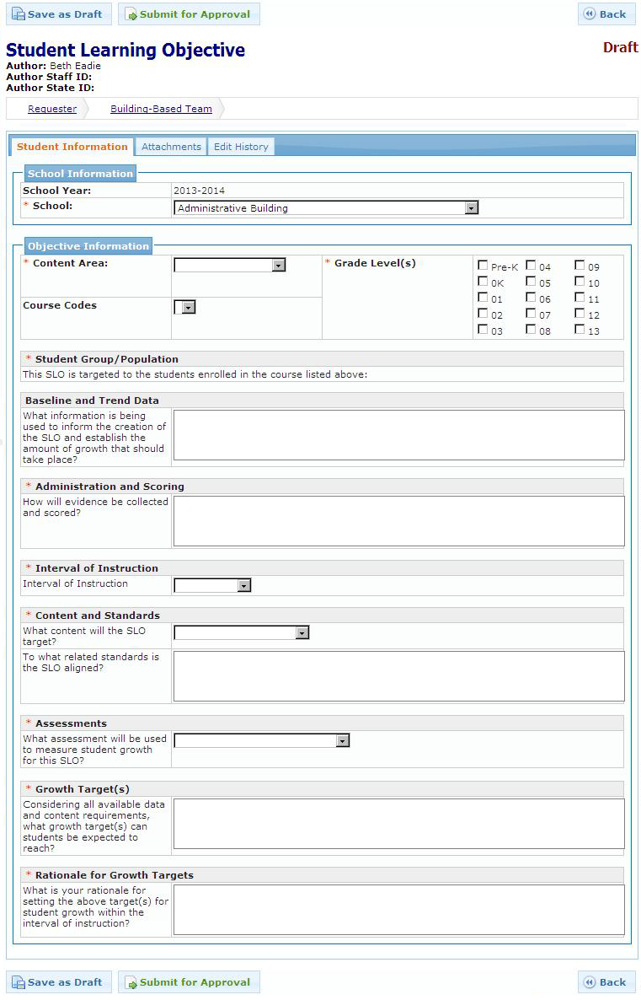 Save as Draft Submit for Approval Back
Student Learning Objective Draft
Author: Beth Eadie
Author Staff ID:
Author State ID:
Requester Building-Based Team
Student Information Attachments Edit History
School Information
School Year: 2013-2014
* School: Administrative Building
Objective Information
* Content Area: * Grade Level(s) Pre-K 04 09
0K 05 10
01 06 11
Course Codes
02 07 12
03 08 13
* Student Group/Population
This SLO is targeted to the students enrolled in the course listed above:
Baseline and Trend Data
What information is being
used to inform the creation of
the SLO and establish the
amount of growth that should
take place?
* Administration and Scoring
How will evidence be collected
and scored?
* Interval of Instruction
Interval of Instruction
* Content and Standards
What content will the SLO
target?
To what related standards is
the SLO aligned?
* Assessments
What assessment will be used
to measure student growth
for this SLO?
* Growth Target(s)
Considering all available data
and content requirements,
what growth target(s) can
students be expected to
reach?
* Rationale for Growth Targets
What is your rationale for
setting the above target(s) for
student growth within the
interval of instruction?
Save as Draft Submit for Approval Back